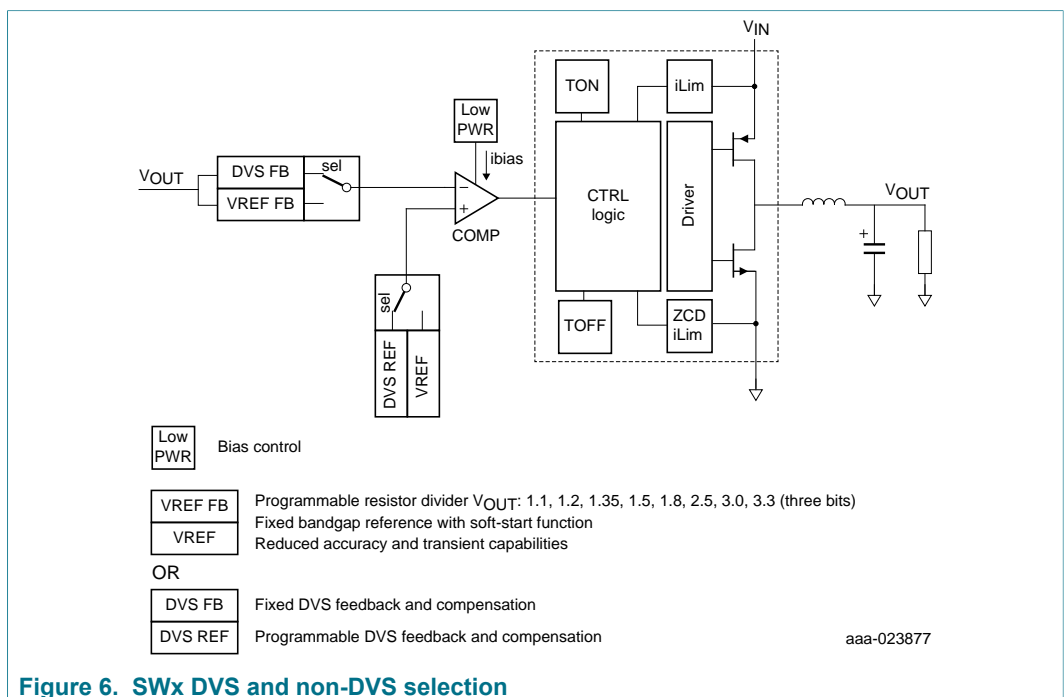 VIN
TON
iLim
Low
PWR
ibias
VOUT
DVS FB
sel
VREF FB
COMP
CTRL
logic
Driver
VOUT
+
−
+
sel
DVS REF
VREF
TOFF
ZCD
iLim
Low
PWR
Bias control
VREF FB
Programmable resistor divider VOUT: 1.1, 1.2, 1.35, 1.5, 1.8, 2.5, 3.0, 3.3 (three bits)
Fixed bandgap reference with soft-start function
VREF
Reduced accuracy and transient capabilities
OR
DVS FB
Fixed DVS feedback and compensation
DVS REF
Programmable DVS feedback and compensation
aaa-023877
Figure 6. SWx DVS and non-DVS selection